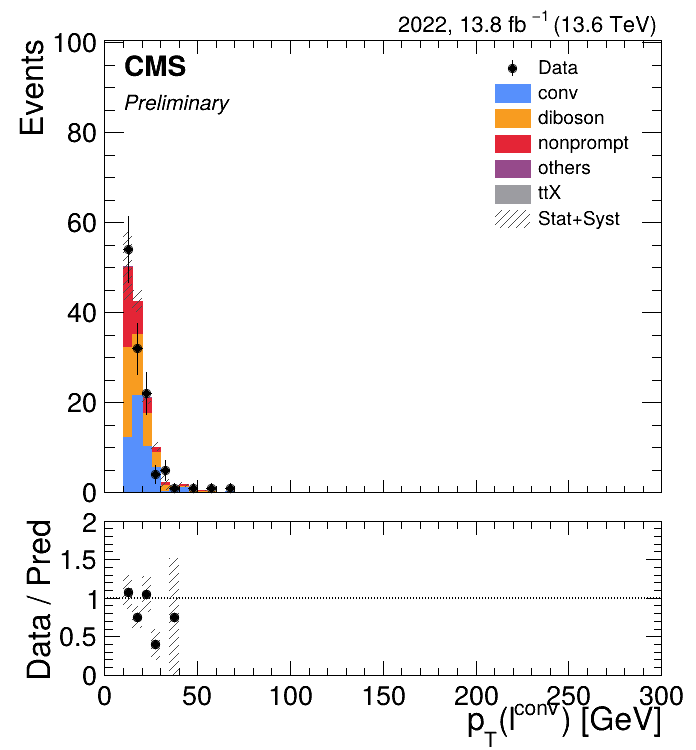 2022, 13.8 fb⁻¹ (13.6 TeV)
Events
100
80
60
40
20
0
CMS
Preliminary
Data
conv
diboson
nonprompt
others
ttX
Stat+Syst
Data / Pred
2
1.5
1
0.5
0
0 50 100 150 200 250 300
p_T(l^conv) [GeV]